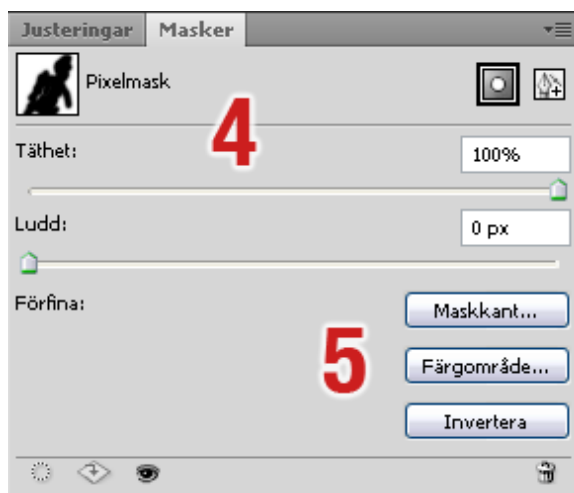 Justeringar Masker
Pixelmask
4
Täthet: 100%
Ludd: 0 px
Förfina: Maskkant...
5
Färgområde...
Invertera